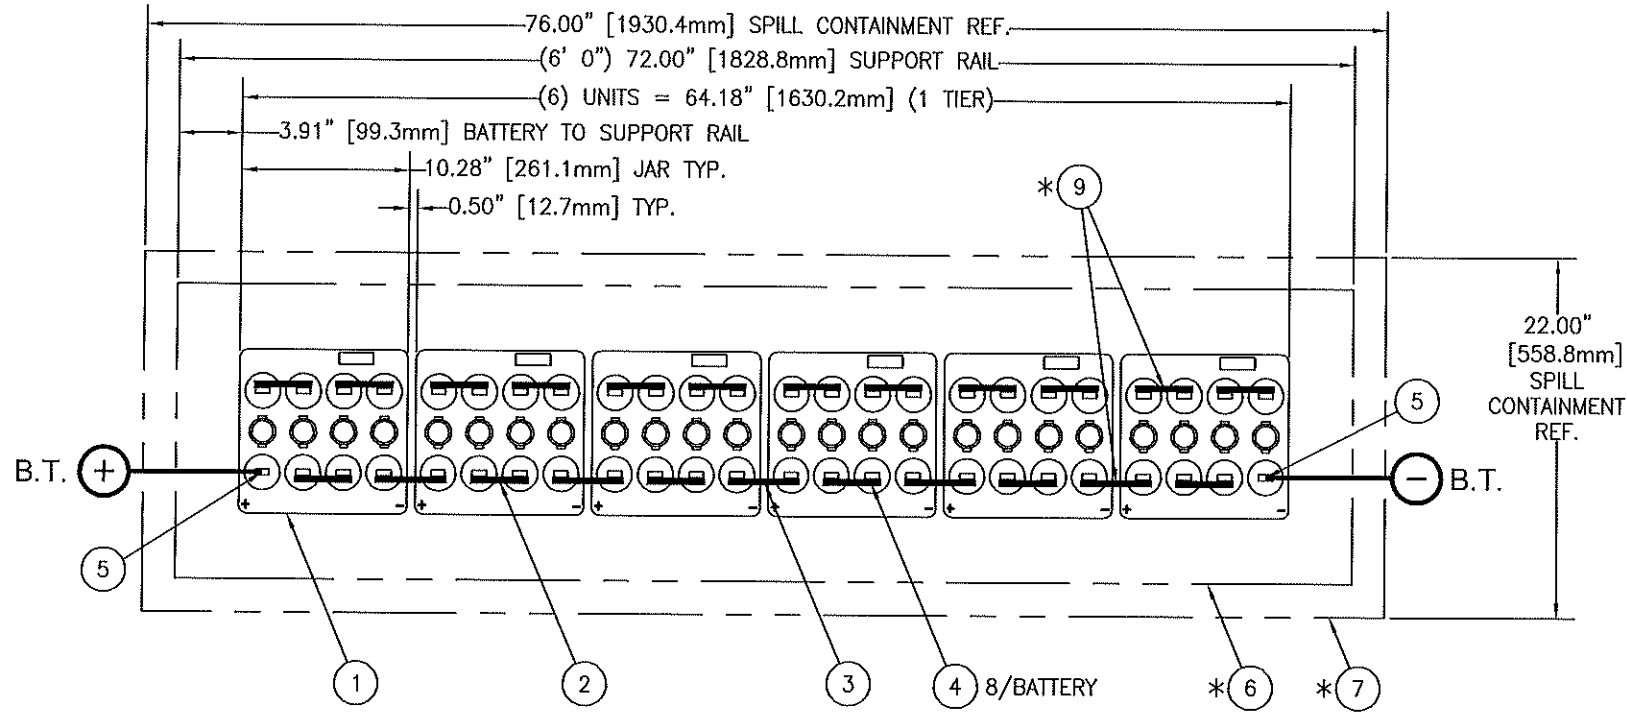 76.00" [1930.4mm] SPILL CONTAINMENT REF.
(6' 0") 72.00" [1828.8mm] SUPPORT RAIL
(6) UNITS = 64.18" [1630.2mm] (1 TIER)
3.91" [99.3mm] BATTERY TO SUPPORT RAIL
10.28" [261.1mm] JAR TYP.
0.50" [12.7mm] TYP.
* 9
22.00"
[558.8mm]
SPILL
CONTAINMENT
REF.
5
B.T. +
- B.T.
+ - + - + - + - + - + -
5
1
2
3
4 8/BATTERY
* 6
* 7